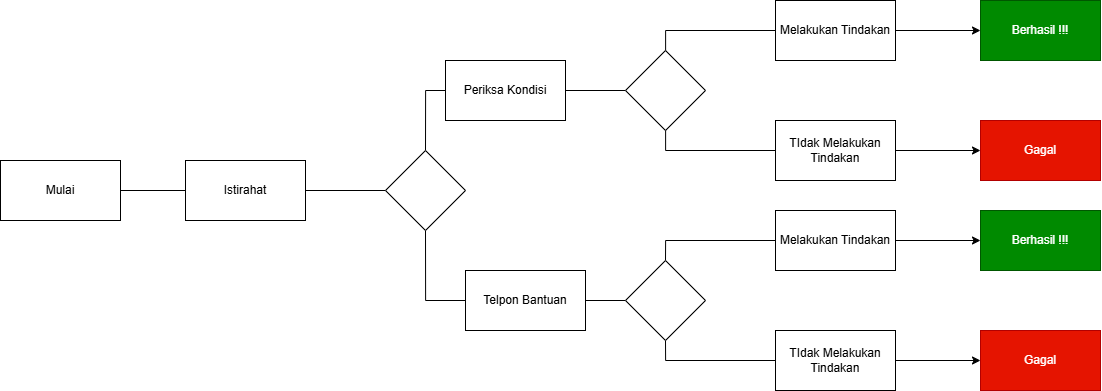 Melakukan Tindakan
Berhasil !!!
Periksa Kondisi
TIdak Melakukan
Tindakan
Gagal
Mulai
Istirahat
Melakukan Tindakan
Berhasil !!!
Telpon Bantuan
TIdak Melakukan
Tindakan
Gagal